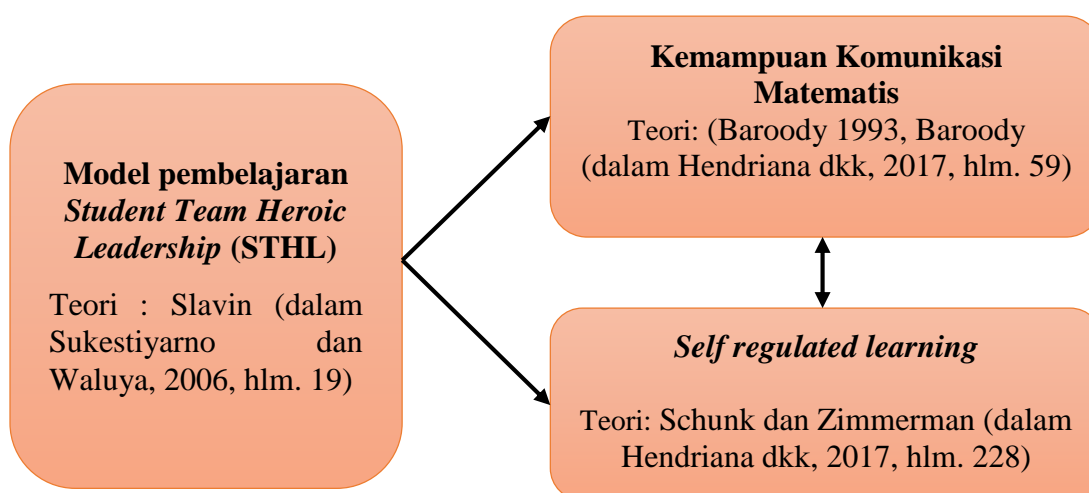 Model pembelajaran
Student Team Heroic
Leadership (STHL)
Teori : Slavin (dalam
Sukestiyarno dan
Waluya, 2006, hlm. 19)
Kemampuan Komunikasi
Matematis
Teori: (Baroody 1993, Baroody
(dalam Hendriana dkk, 2017, hlm. 59)
Self regulated learning
Teori: Schunk dan Zimmerman (dalam
Hendriana dkk, 2017, hlm. 228)